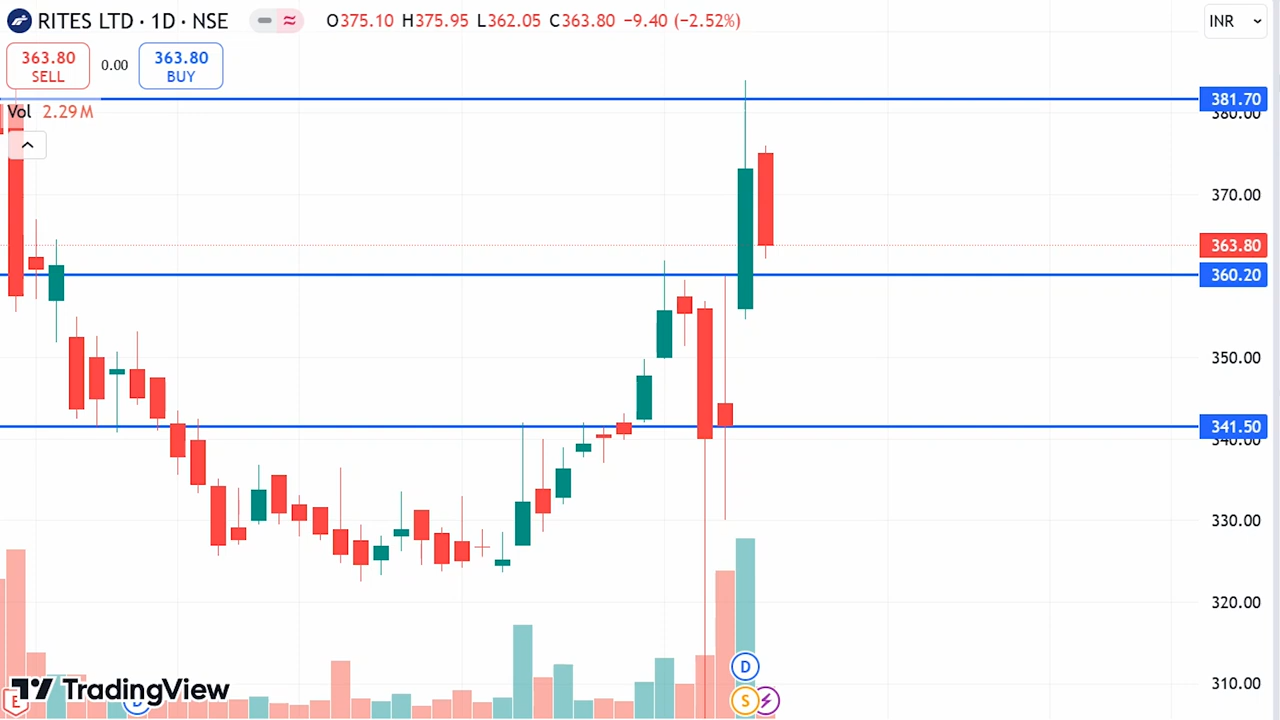 RITES LTD · 1D · NSE O375.10 H375.95 L362.05 C363.80 −9.40 (−2.52%) INR
363.80 SELL 0.00 363.80 BUY
Vol 2.29 M
381.70
380.00
370.00
363.80
360.20
350.00
341.50
340.00
330.00
320.00
310.00
D
E TradingView D S